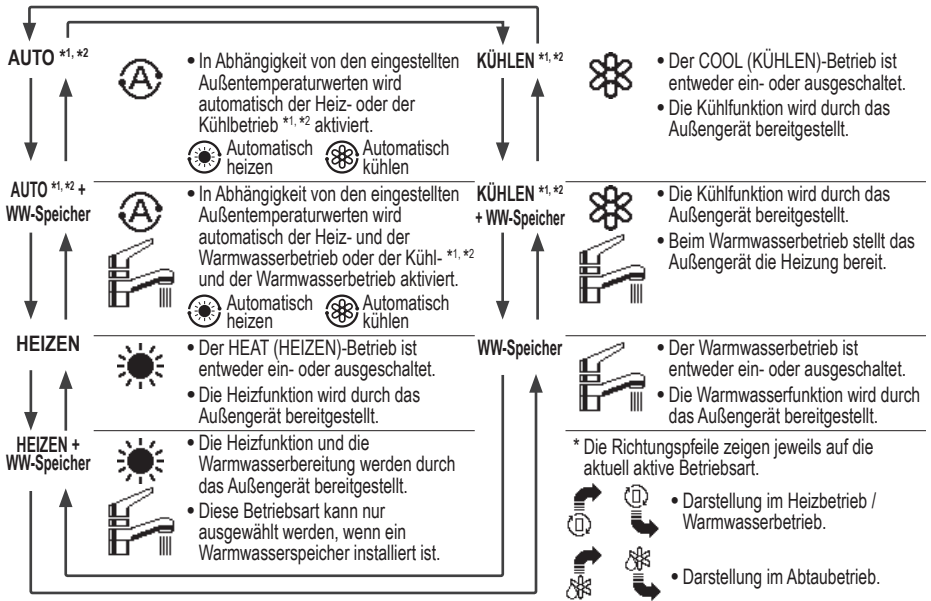 AUTO *1, *2
• In Abhängigkeit von den eingestellten
Außentemperaturwerten wird
automatisch der Heiz- oder der
Kühlbetrieb *1, *2 aktiviert.
Automatisch
heizen
Automatisch
kühlen
AUTO *1, *2 +
WW-Speicher
• In Abhängigkeit von den eingestellten
Außentemperaturwerten wird
automatisch der Heiz- und der
Warmwasserbetrieb oder der Kühl- *1, *2
und der Warmwasserbetrieb aktiviert.
Automatisch
heizen
Automatisch
kühlen
HEIZEN
• Der HEAT (HEIZEN)-Betrieb ist
entweder ein- oder ausgeschaltet.
• Die Heizfunktion wird durch das
Außengerät bereitgestellt.
HEIZEN +
WW-Speicher
• Die Heizfunktion und die
Warmwasserbereitung werden durch
das Außengerät bereitgestellt.
• Diese Betriebsart kann nur
ausgewählt werden, wenn ein
Warmwasserspeicher installiert ist.
KÜHLEN *1, *2
• Der COOL (KÜHLEN)-Betrieb ist
entweder ein- oder ausgeschaltet.
• Die Kühlfunktion wird durch das
Außengerät bereitgestellt.
KÜHLEN *1, *2
+ WW-Speicher
• Die Kühlfunktion wird durch das
Außengerät bereitgestellt.
• Beim Warmwasserbetrieb stellt das
Außengerät die Heizung bereit.
WW-Speicher
• Der Warmwasserbetrieb ist
entweder ein- oder ausgeschaltet.
• Die Warmwasserfunktion wird durch
das Außengerät bereitgestellt.
* Die Richtungspfeile zeigen jeweils auf die
aktuell aktive Betriebsart.
• Darstellung im Heizbetrieb /
Warmwasserbetrieb.
• Darstellung im Abtaubetrieb.